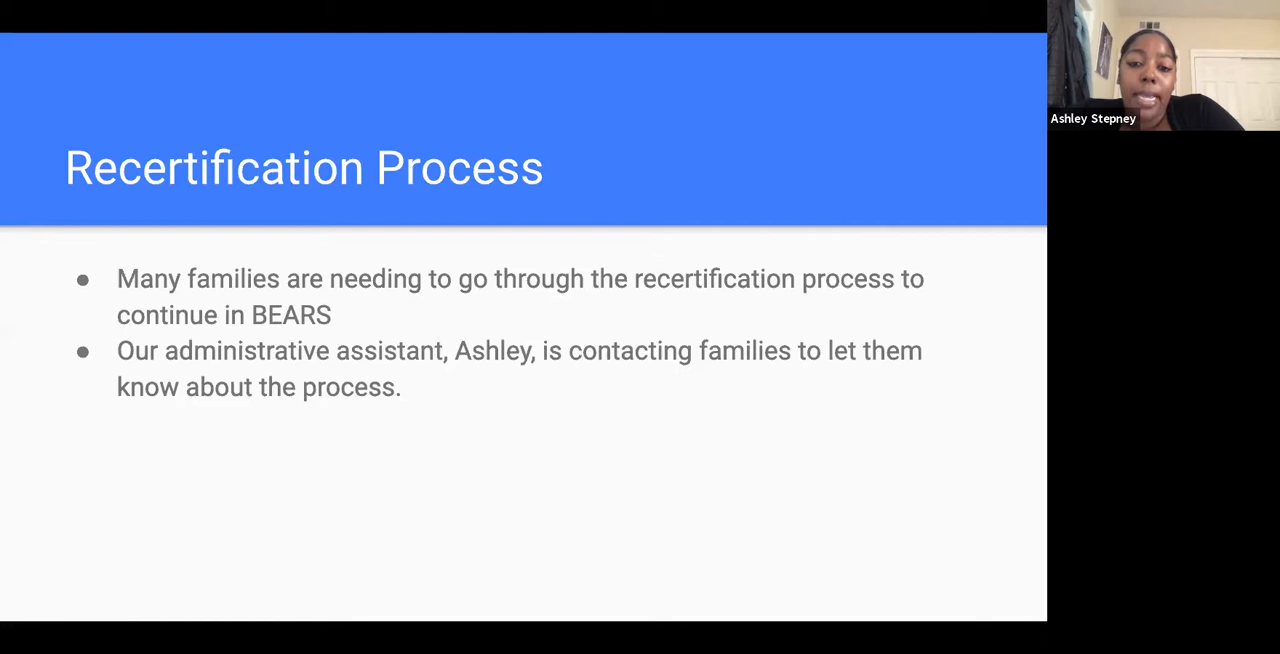 Recertification Process
● Many families are needing to go through the recertification process to
continue in BEARS
● Our administrative assistant, Ashley, is contacting families to let them
know about the process.
Ashley Stepney